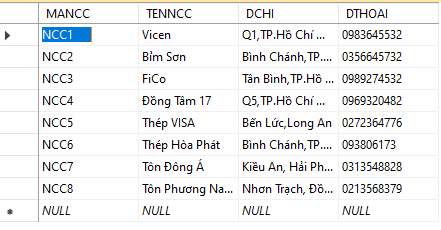 MANCC TENNCC DCHI DTHOAI
NCC1 Vicen Q1,TP.Hồ Chí ... 0983645532
NCC2 Bỉm Sơn Bình Chánh,TP.... 0356645732
NCC3 FiCo Tân Bình,TP.Hồ ... 0989274532
NCC4 Đồng Tâm 17 Q5,TP.Hồ Chí ... 0969320482
NCC5 Thép VISA Bến Lức,Long An 0272364776
NCC6 Thép Hòa Phát Bình Chánh,TP.... 093806173
NCC7 Tôn Đông Á Kiều An, Hải Ph... 0313548828
NCC8 Tôn Phương Na... Nhơn Trạch, Đồ... 0213568379
NULL NULL NULL NULL